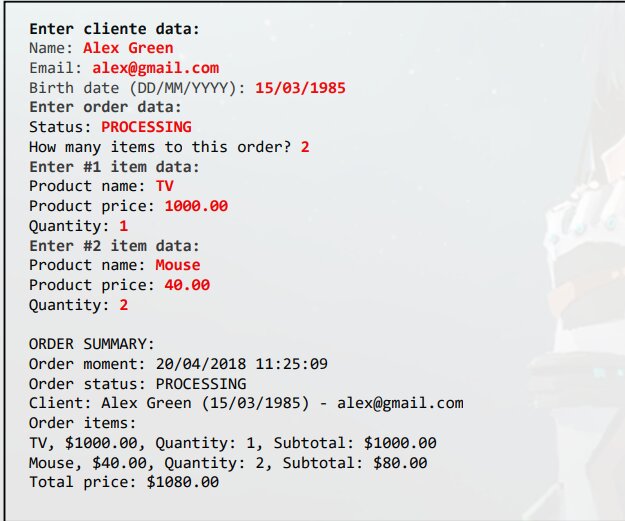 Enter cliente data:
Name: Alex Green
Email: alex@gmail.com
Birth date (DD/MM/YYYY): 15/03/1985
Enter order data:
Status: PROCESSING
How many items to this order? 2
Enter #1 item data:
Product name: TV
Product price: 1000.00
Quantity: 1
Enter #2 item data:
Product name: Mouse
Product price: 40.00
Quantity: 2
ORDER SUMMARY:
Order moment: 20/04/2018 11:25:09
Order status: PROCESSING
Client: Alex Green (15/03/1985) - alex@gmail.com
Order items:
TV, $1000.00, Quantity: 1, Subtotal: $1000.00
Mouse, $40.00, Quantity: 2, Subtotal: $80.00
Total price: $1080.00